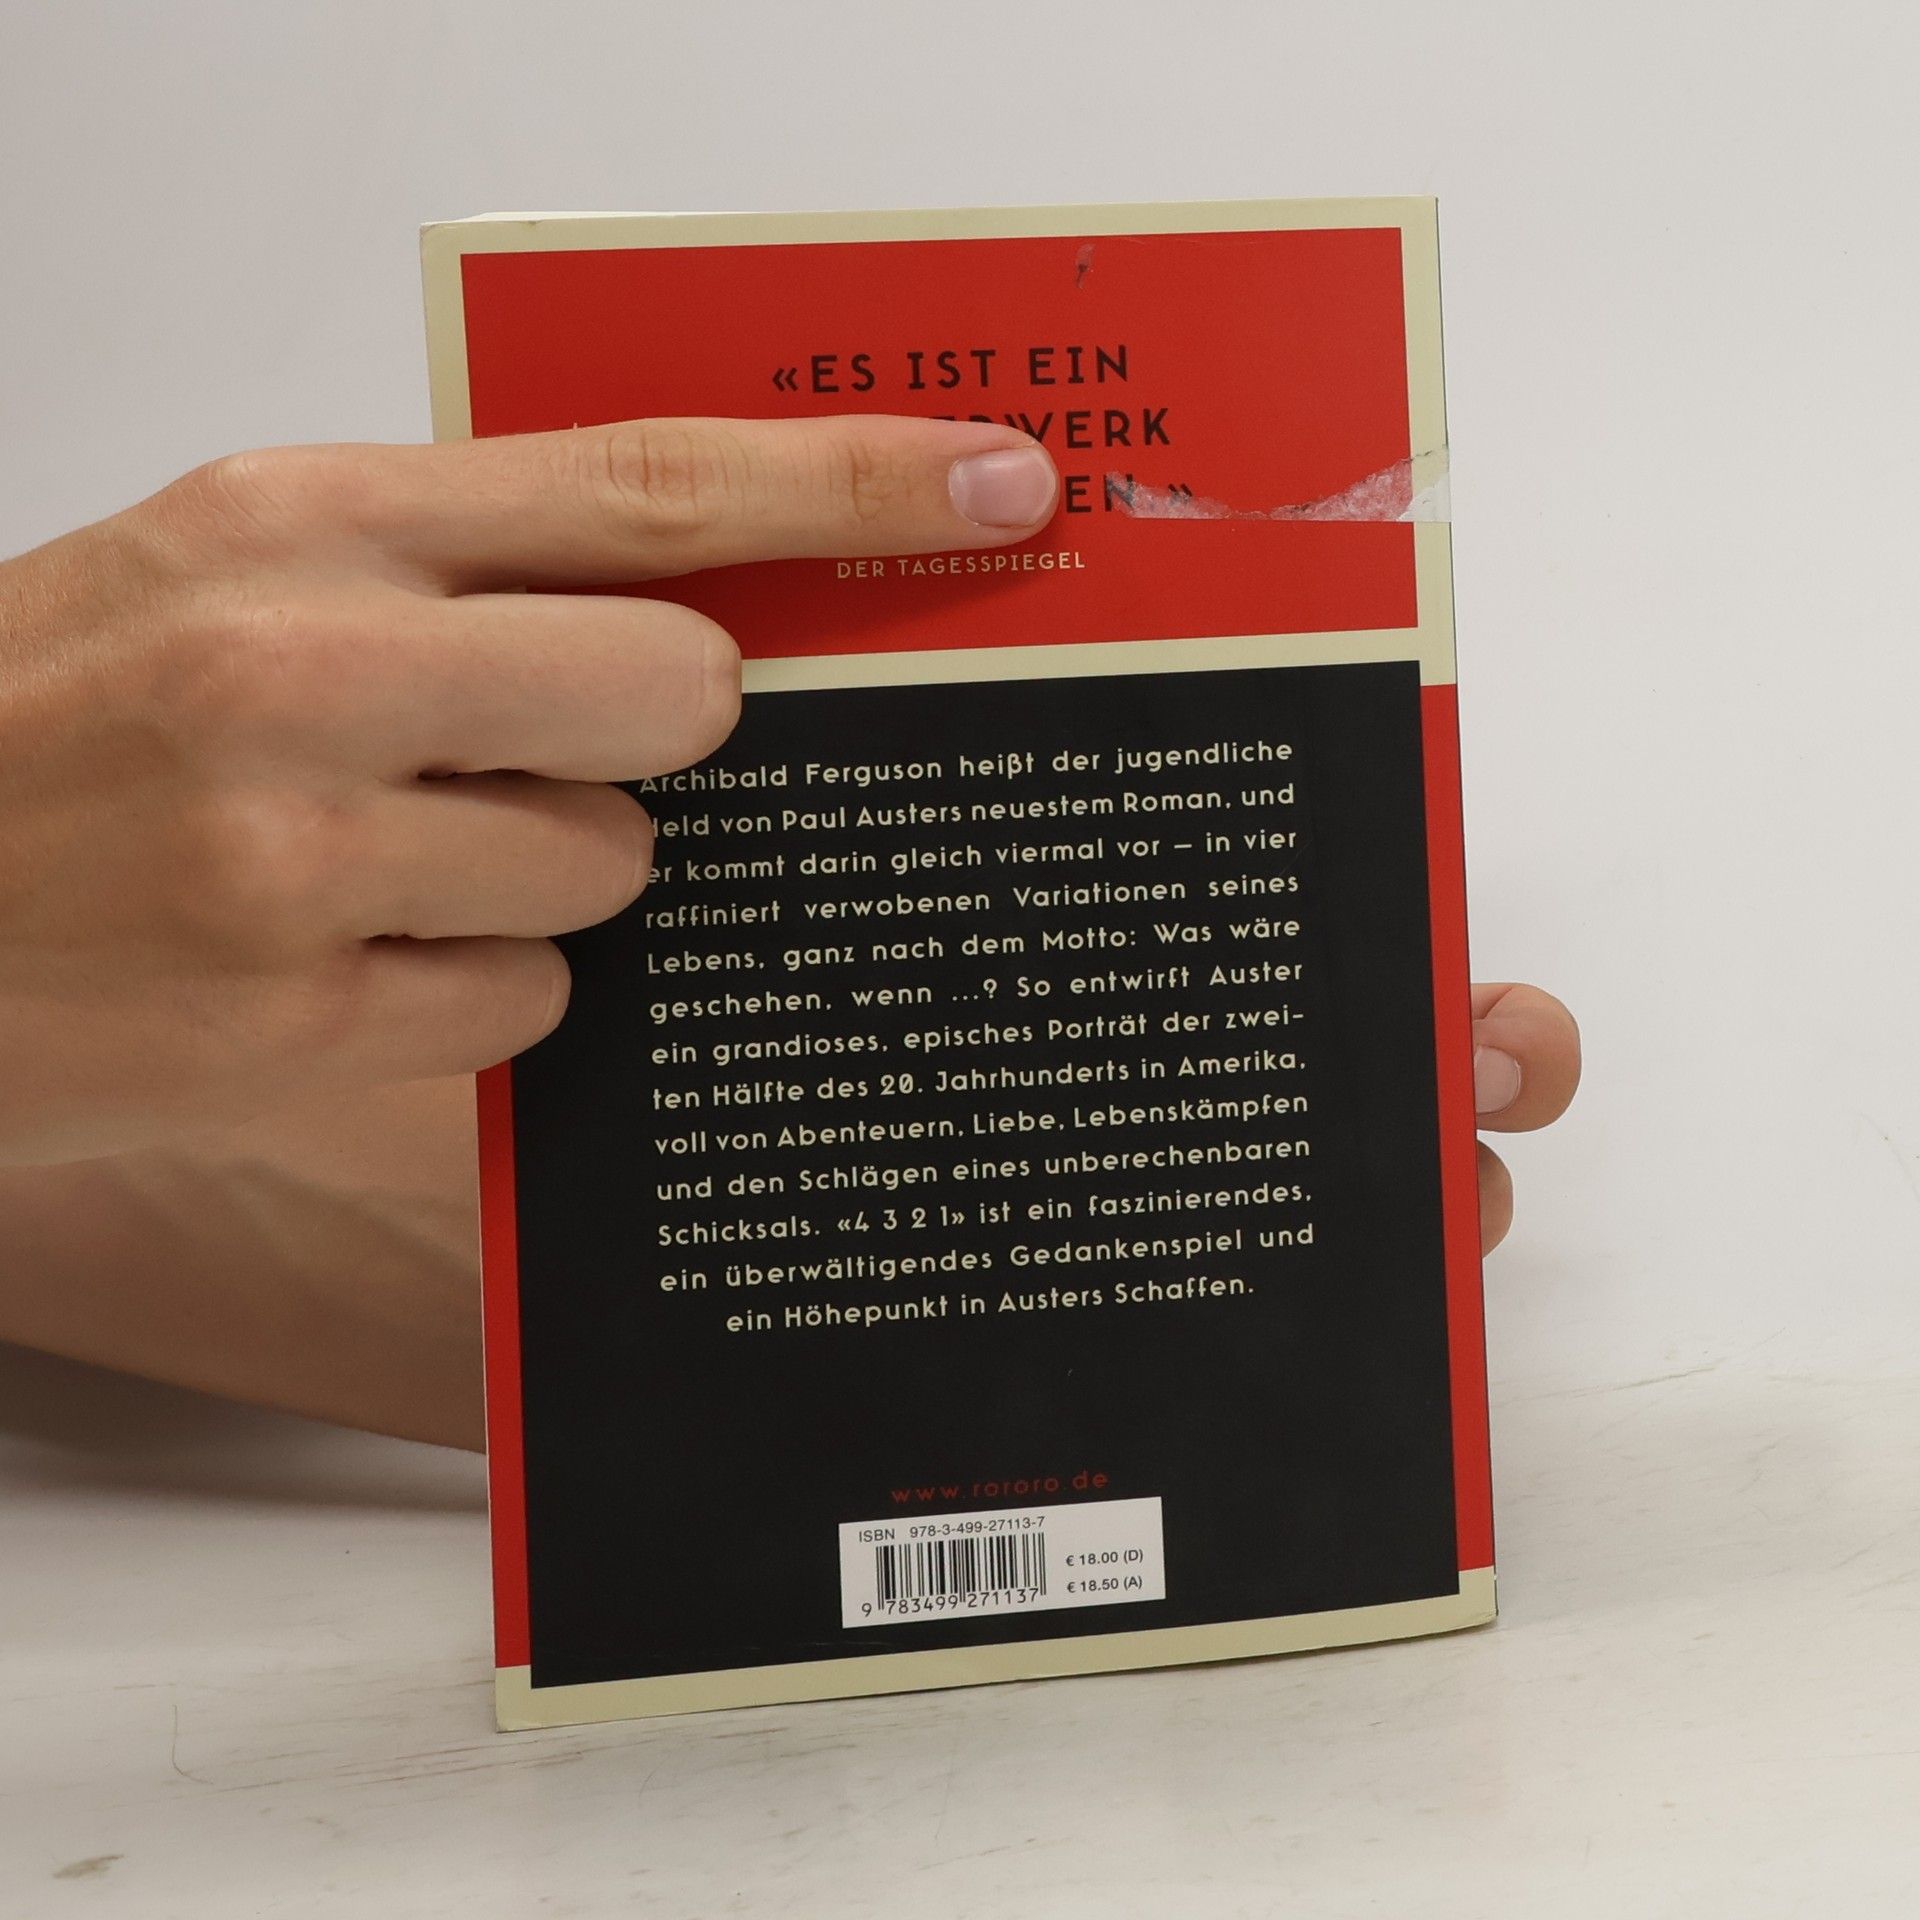 «ES IST EIN
EN »
DER TAGESSPIEGEL
Archibald Ferguson heißt der jugendliche
Held von Paul Austers neuestem Roman, und
er kommt darin gleich viermal vor – in vier
raffiniert verwobenen Variationen seines
Lebens, ganz nach dem Motto: Was wäre
geschehen, wenn ...? So entwirft Auster
ein grandioses, episches Porträt der zwei-
ten Hälfte des 20. Jahrhunderts in Amerika,
voll von Abenteuern, Liebe, Lebenskämpfen
und den Schlägen eines unberechenbaren
Schicksals. «4 3 2 1» ist ein faszinierendes,
ein überwältigendes Gedankenspiel und
ein Höhepunkt in Austers Schaffen.
www.rororo.de
ISBN 978-3-499-27113-7
€ 18.00 (D)
€ 18.50 (A)
9 783499 271137